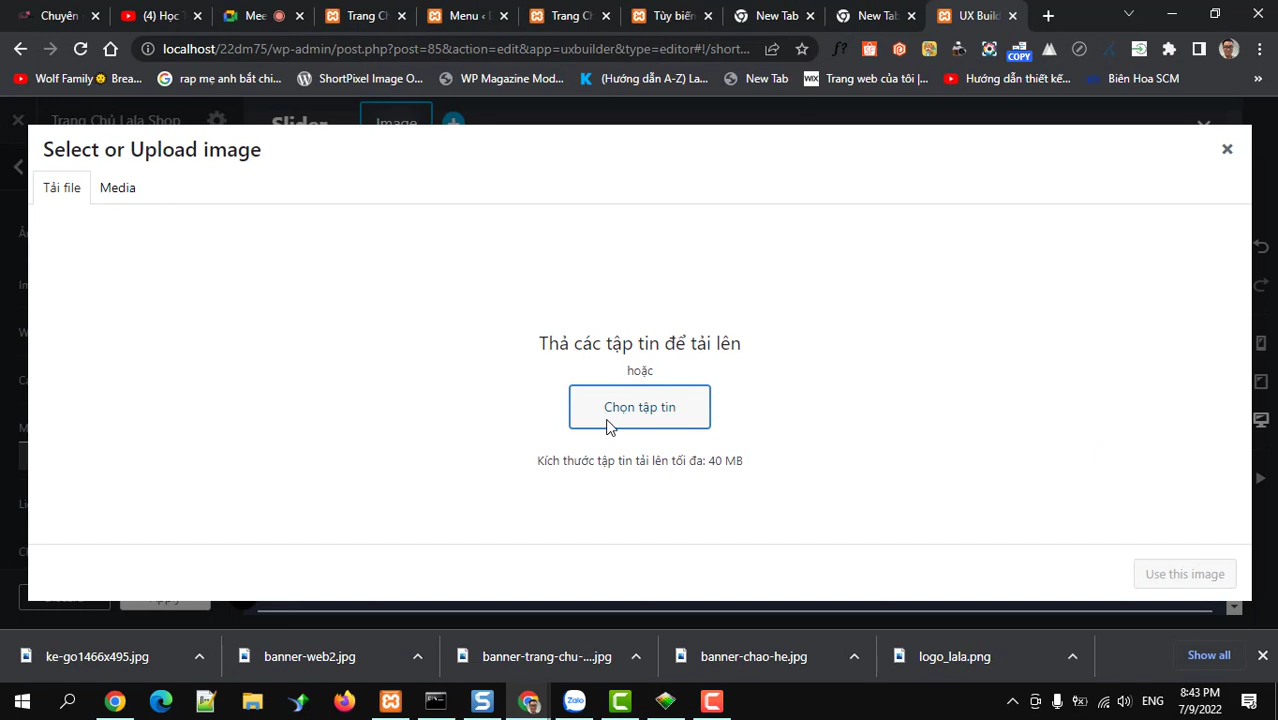 Chuyên
(4) Học T
Mee
Trang Ch
Menu ‹
Trang Ch
Tùy biến
New Tab
New Tab
UX Build
localhost/22dm75/wp-admin/post.php?post=85&action=edit&app=uxbuilder&type=editor#!/short...
f?
COPY
Wolf Family Brea...
rap mẹ anh bắt chi...
ShortPixel Image O...
WP Magazine Mod...
K (Hướng dẫn A-Z) La...
New Tab
WIX Trang web của tôi |...
Hướng dẫn thiết kế...
Biên Hoa SCM
»
Trang Chủ Lala Shop
Slider
Image
Select or Upload image
Tải file
Media
Thả các tập tin để tải lên
hoặc
Chọn tập tin
Kích thước tập tin tải lên tối đa: 40 MB
Use this image
Apply
ke-go1466x495.jpg
banner-web2.jpg
banner-trang-chu-....jpg
banner-chao-he.jpg
logo_lala.png
Show all
Zalo
ENG
8:43 PM
7/9/2022